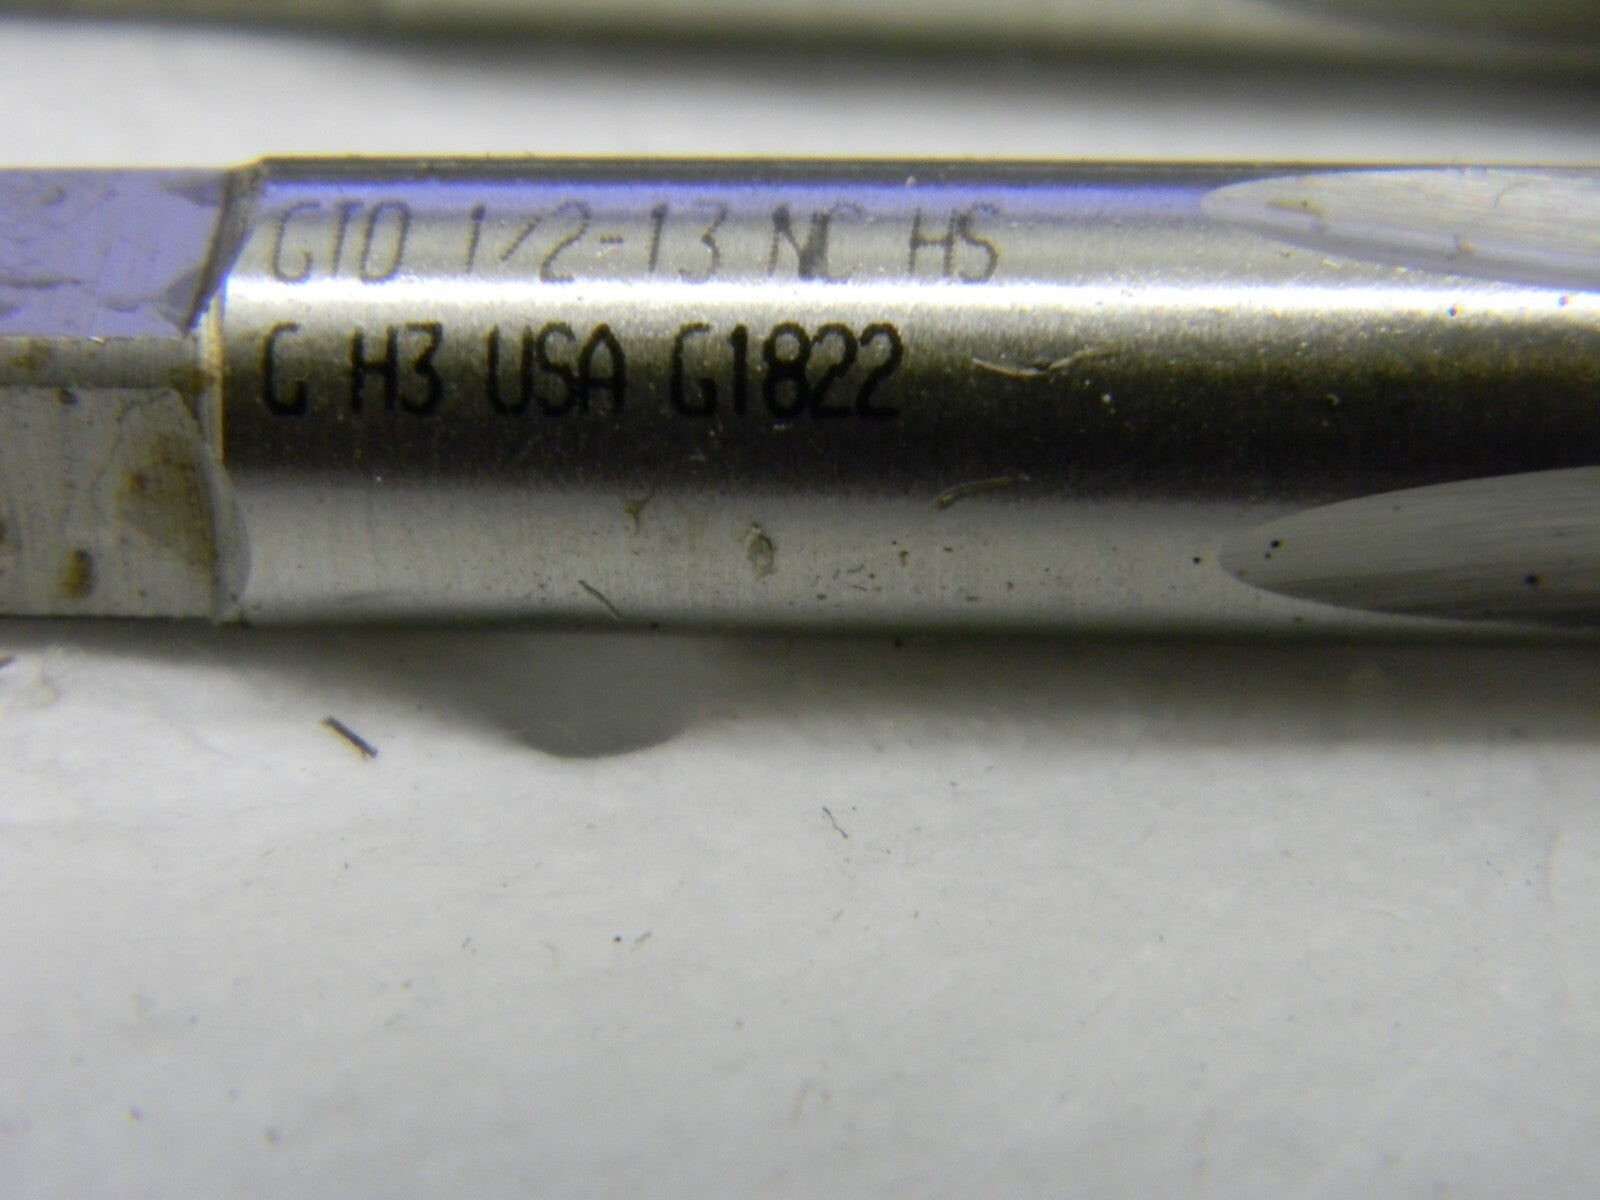 GTD 1/2-13 NC HS
G H3 USA G1822